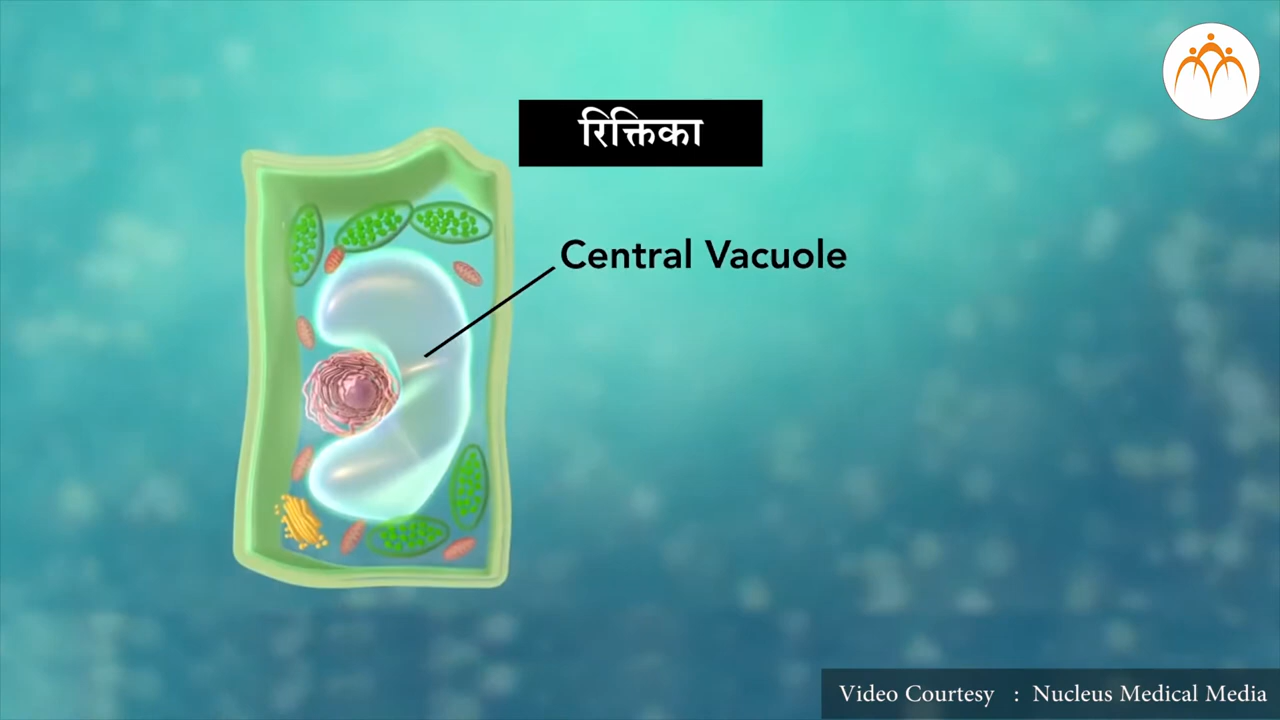 रिक्तिका
Central Vacuole
Video Courtesy : Nucleus Medical Media